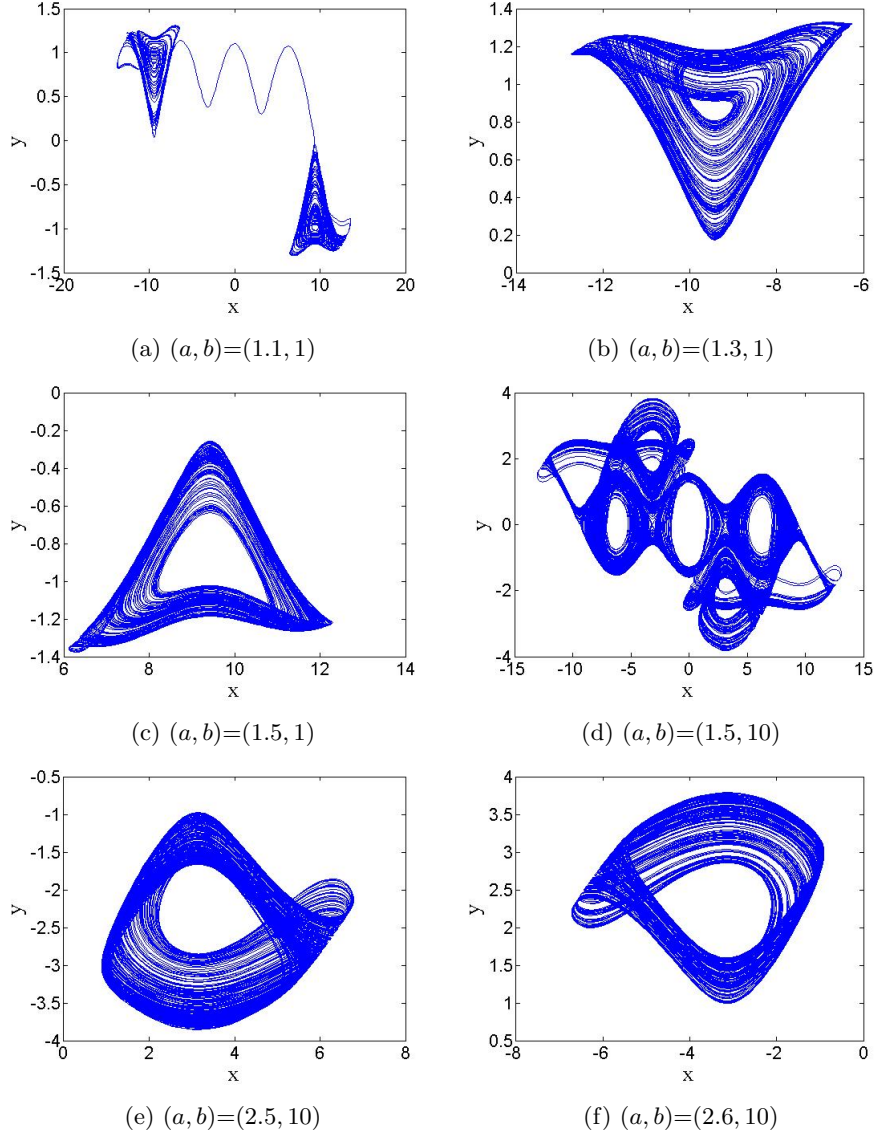 1.5
1
0.5
0
-0.5
-1
-1.5
y
-20 -10 0 10 20
x
(a) (a, b)=(1.1, 1)
1.4
1.2
1
0.8
0.6
0.4
0.2
0
y
-14 -12 -10 -8 -6
x
(b) (a, b)=(1.3, 1)
0
-0.2
-0.4
-0.6
-0.8
-1
-1.2
-1.4
y
6 8 10 12 14
x
(c) (a, b)=(1.5, 1)
4
2
0
-2
-4
y
-15 -10 -5 0 5 10 15
x
(d) (a, b)=(1.5, 10)
-0.5
-1
-1.5
-2
-2.5
-3
-3.5
-4
y
0 2 4 6 8
x
(e) (a, b)=(2.5, 10)
4
3.5
3
2.5
2
1.5
1
0.5
y
-8 -6 -4 -2 0
x
(f) (a, b)=(2.6, 10)